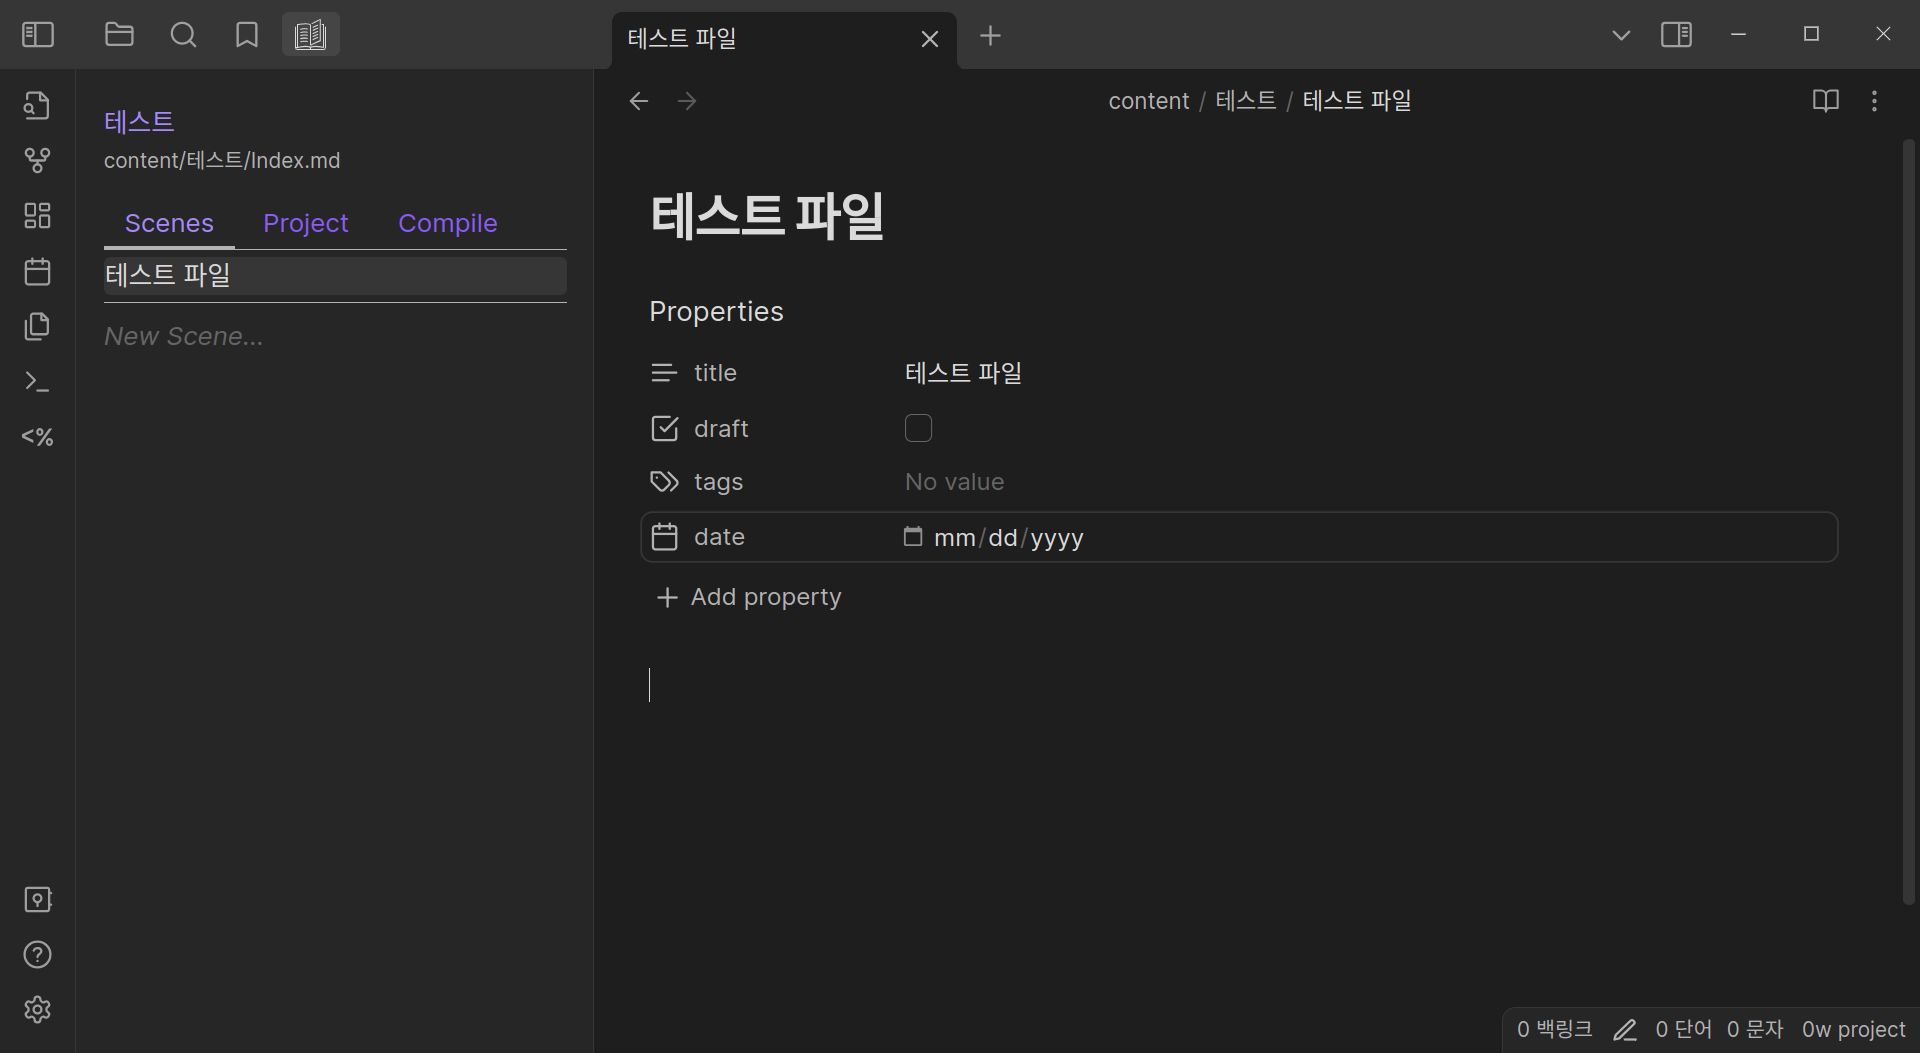 테스트 파일
테스트
content/테스트/Index.md
Scenes Project Compile
테스트 파일
New Scene...
content / 테스트 / 테스트 파일
테스트 파일
Properties
title 테스트 파일
draft
tags No value
date mm/dd/yyyy
Add property
<%
0 백링크 0 단어 0 문자 0w project